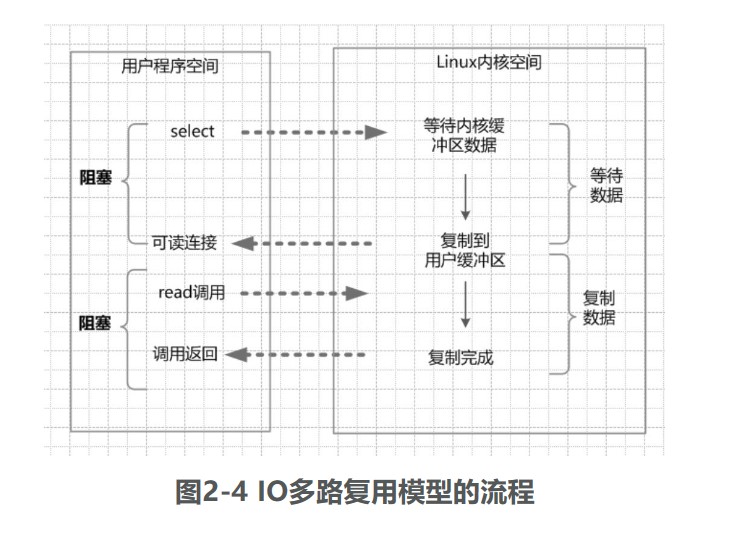 用户程序空间
Linux内核空间
select
等待内核缓
冲区数据
阻塞
等待
数据
可读连接
复制到
用户缓冲区
read调用
阻塞
复制
数据
调用返回
复制完成
图2-4 IO多路复用模型的流程